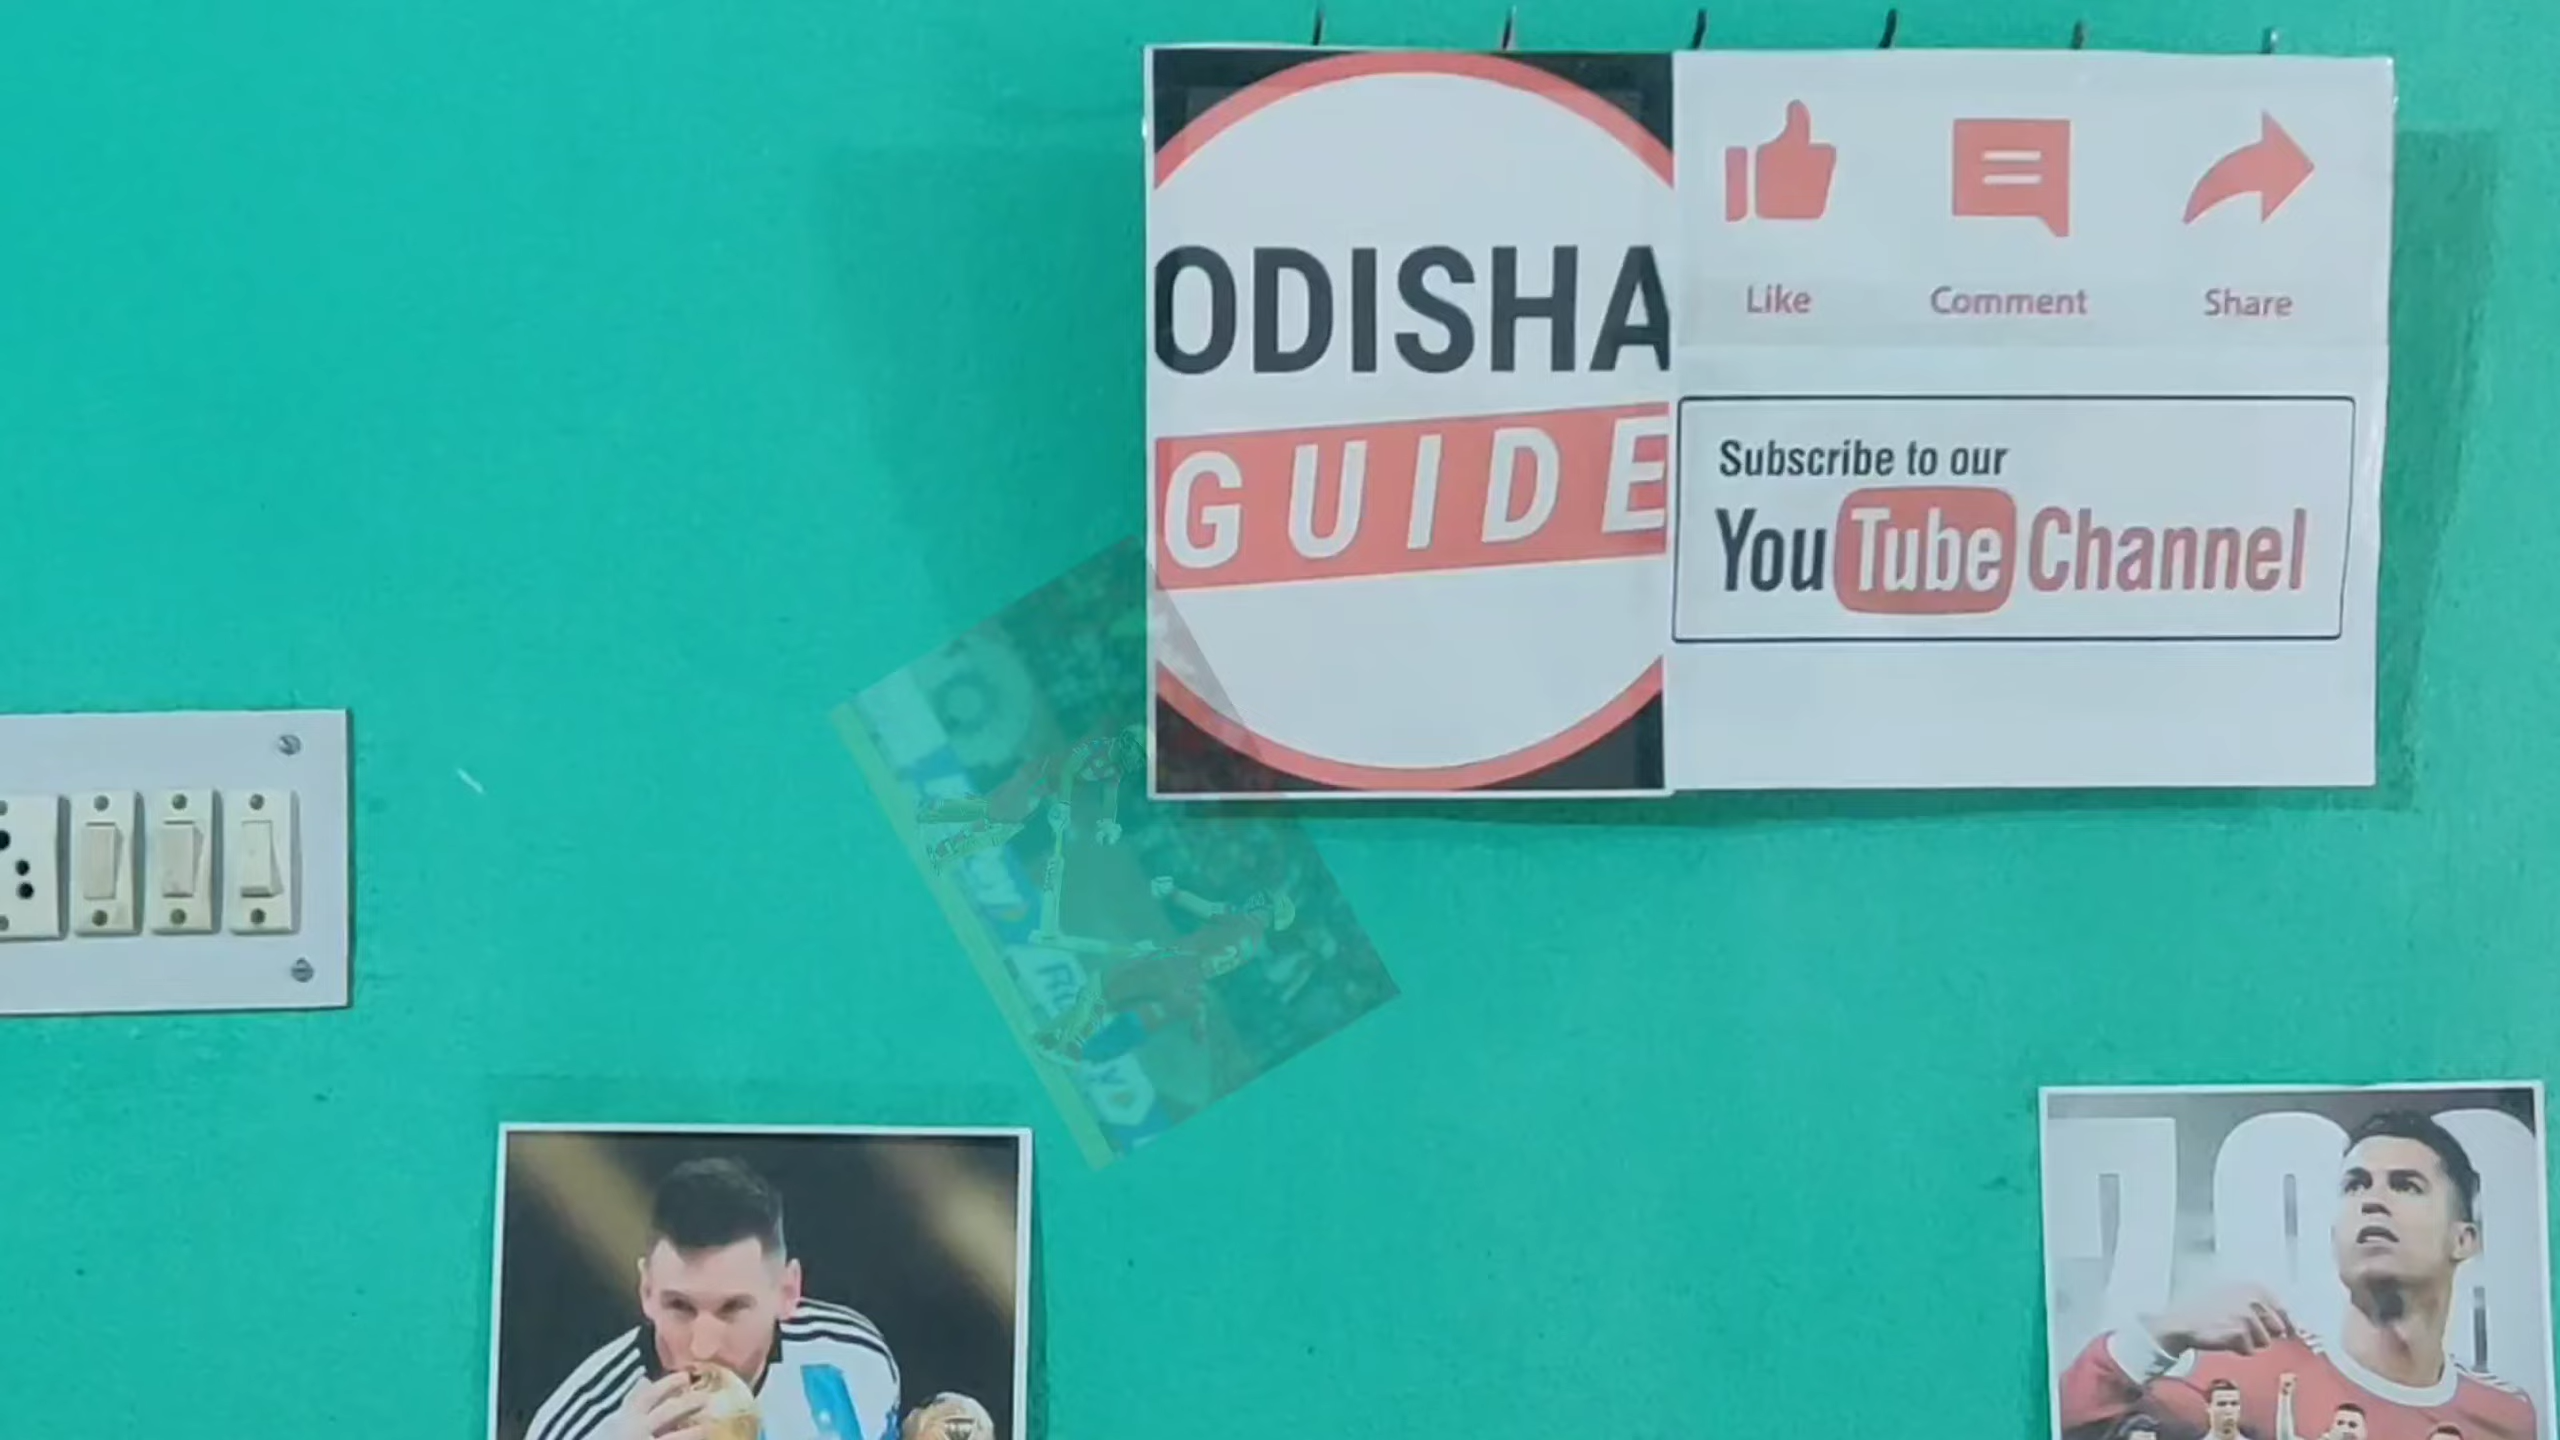 ODISHA
GUIDE
Like Comment Share
Subscribe to our
YouTube Channel